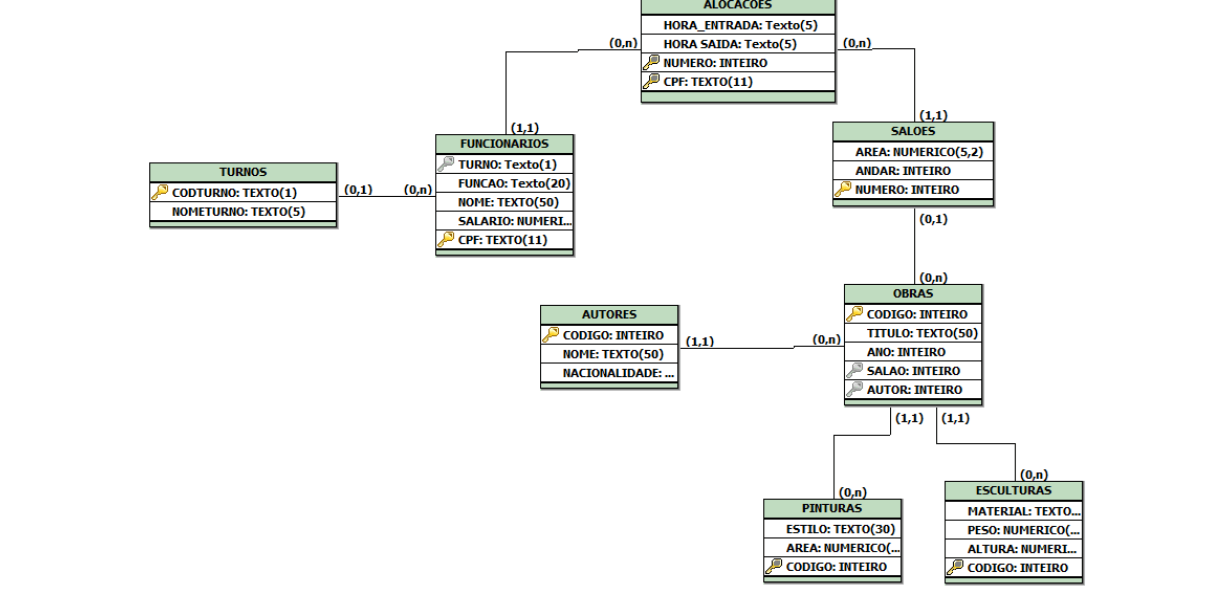 ALOCACOES
HORA_ENTRADA: Texto(5)
HORA SAIDA: Texto(5)
NUMERO: INTEIRO
CPF: TEXTO(11)
(0,n)
(0,n)
(1,1)
(1,1)
FUNCIONARIOS
TURNO: Texto(1)
FUNCAO: Texto(20)
NOME: TEXTO(50)
SALARIO: NUMERI...
CPF: TEXTO(11)
SALOES
AREA: NUMERICO(5,2)
ANDAR: INTEIRO
NUMERO: INTEIRO
TURNOS
CODTURNO: TEXTO(1)
NOMETURNO: TEXTO(5)
(0,1)
(0,n)
(0,1)
(0,n)
OBRAS
CODIGO: INTEIRO
TITULO: TEXTO(50)
ANO: INTEIRO
SALAO: INTEIRO
AUTOR: INTEIRO
AUTORES
CODIGO: INTEIRO
NOME: TEXTO(50)
NACIONALIDADE: ...
(1,1)
(0,n)
(1,1)
(1,1)
(0,n)
(0,n)
PINTURAS
ESTILO: TEXTO(30)
AREA: NUMERICO(...
CODIGO: INTEIRO
ESCULTURAS
MATERIAL: TEXTO...
PESO: NUMERICO(...
ALTURA: NUMERI...
CODIGO: INTEIRO